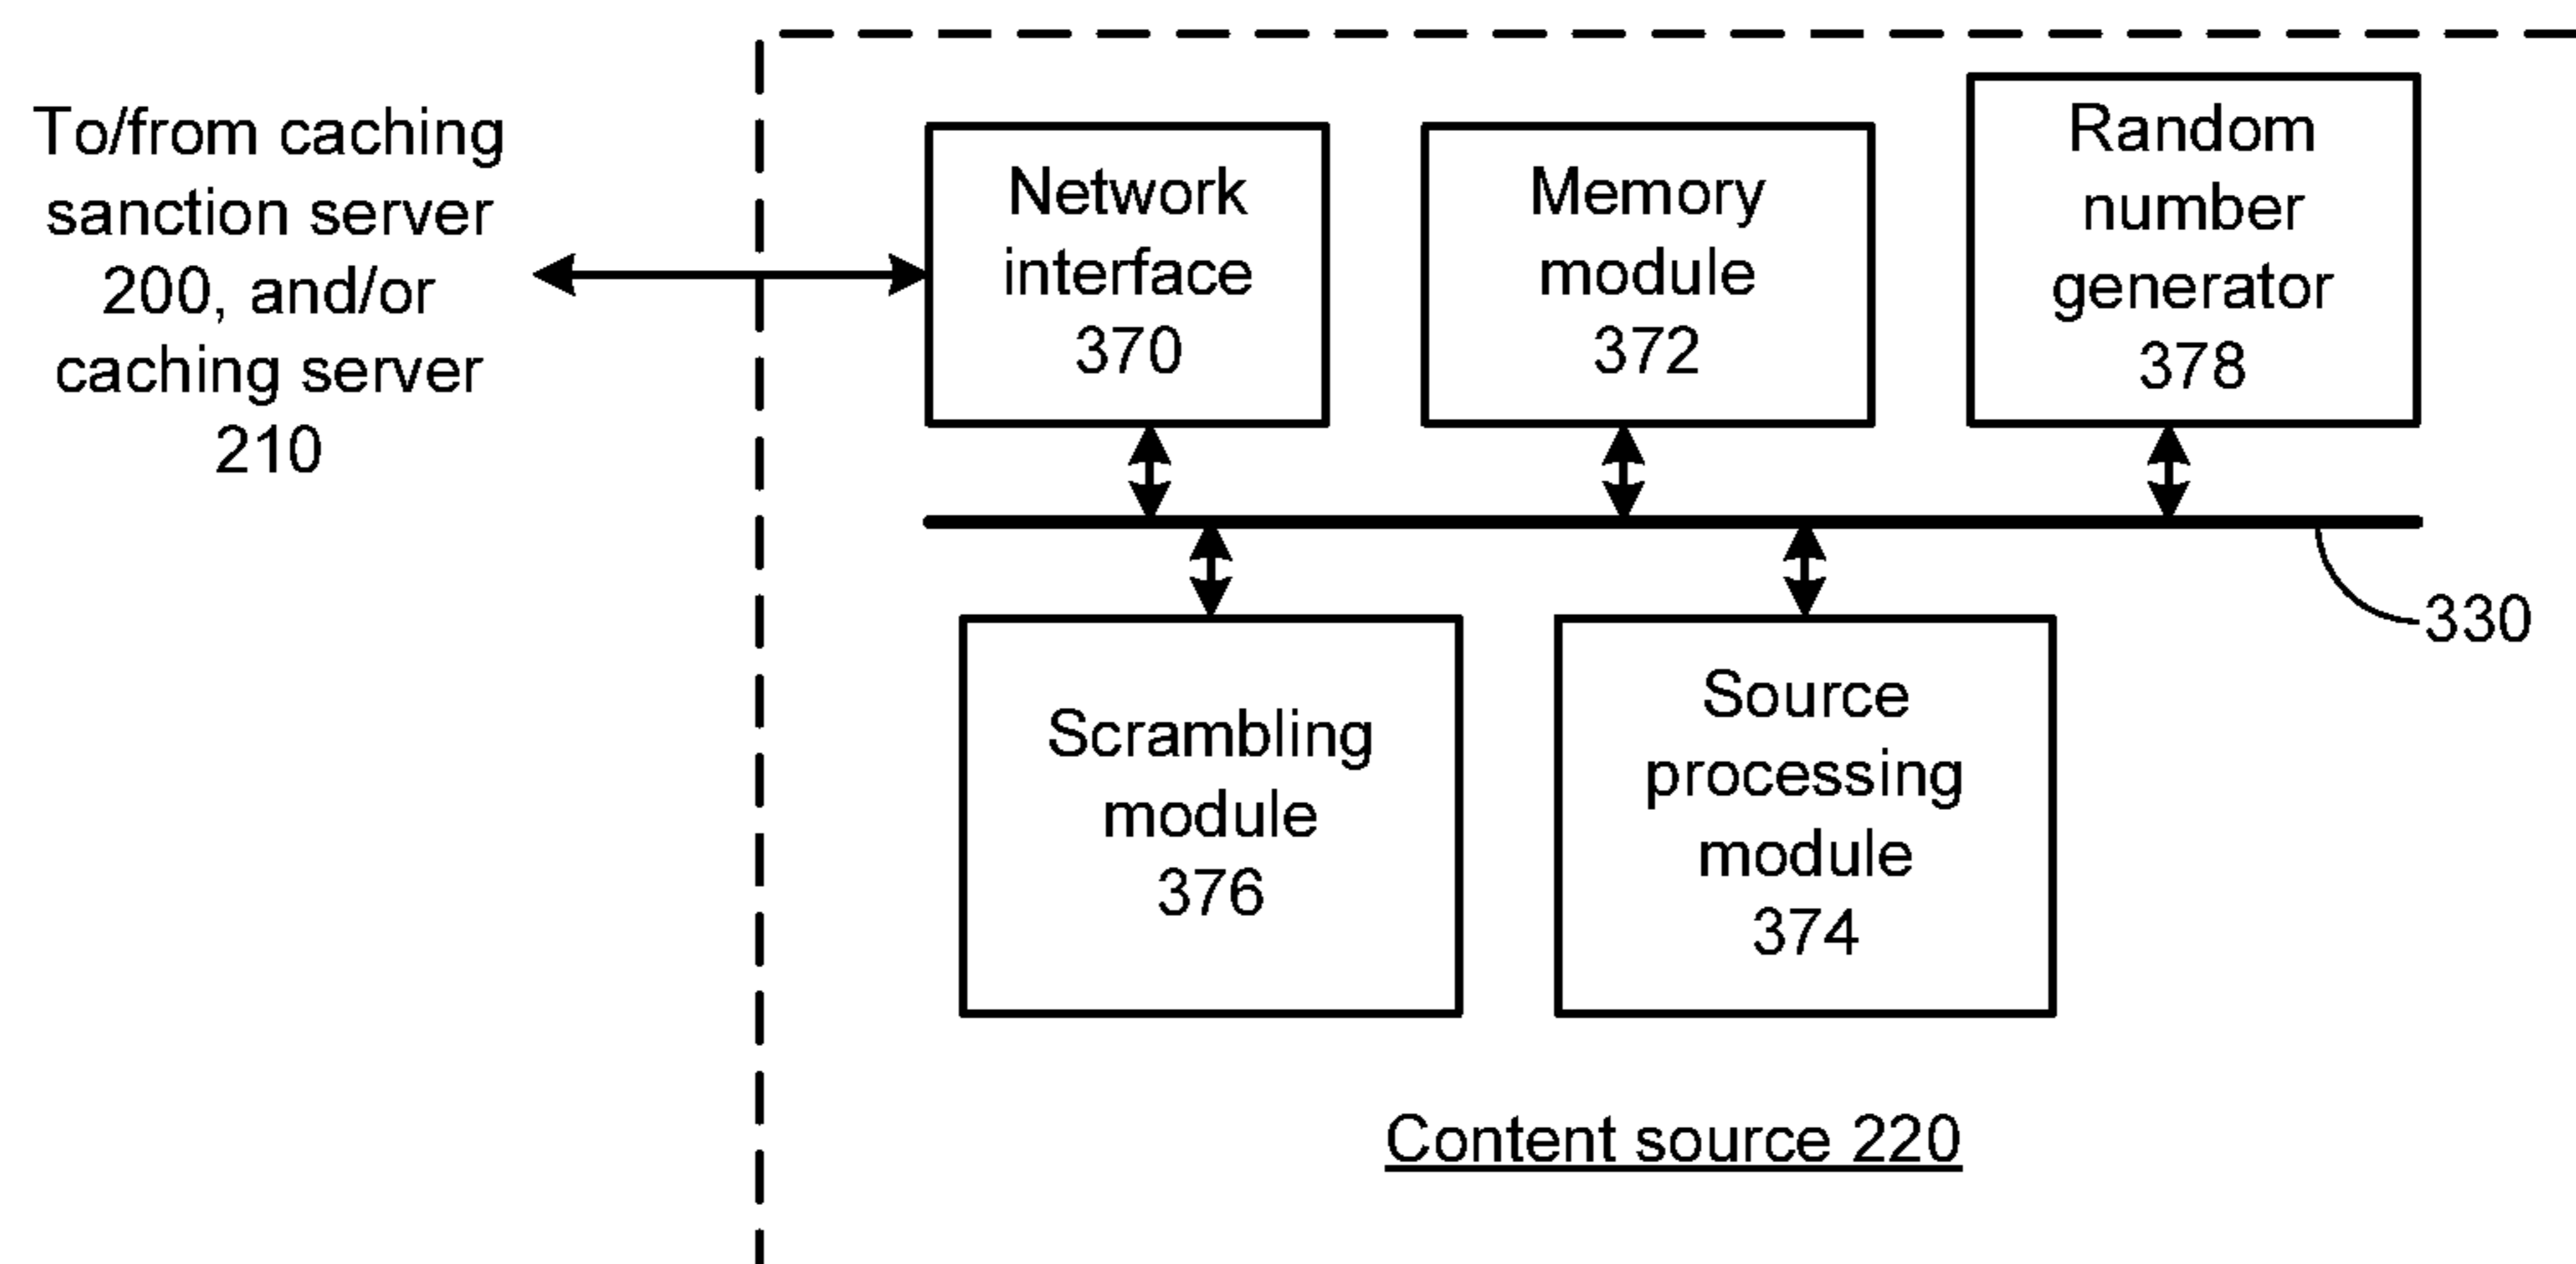 To/from caching
sanction server
200, and/or
caching server
210
Network
interface
370
Memory
module
372
Random
number
generator
378
330
Scrambling
module
376
Source
processing
module
374
Content source 220